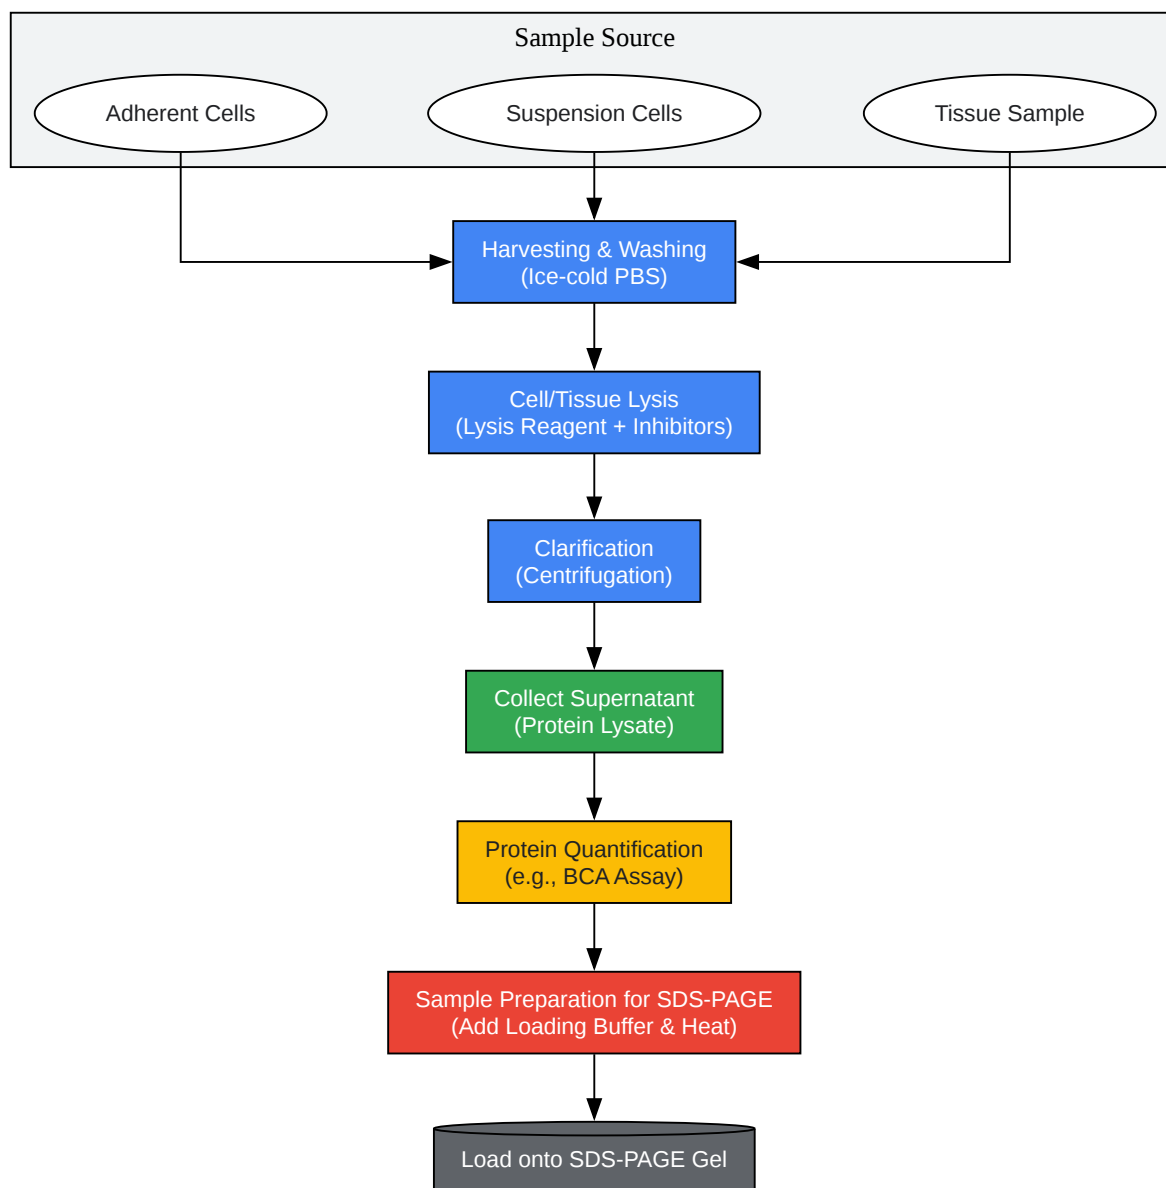 Sample Source
Adherent Cells
Suspension Cells
Tissue Sample
Harvesting & Washing
(Ice-cold PBS)
Cell/Tissue Lysis
(Lysis Reagent + Inhibitors)
Clarification
(Centrifugation)
Collect Supernatant
(Protein Lysate)
Protein Quantification
(e.g., BCA Assay)
Sample Preparation for SDS-PAGE
(Add Loading Buffer & Heat)
Load onto SDS-PAGE Gel